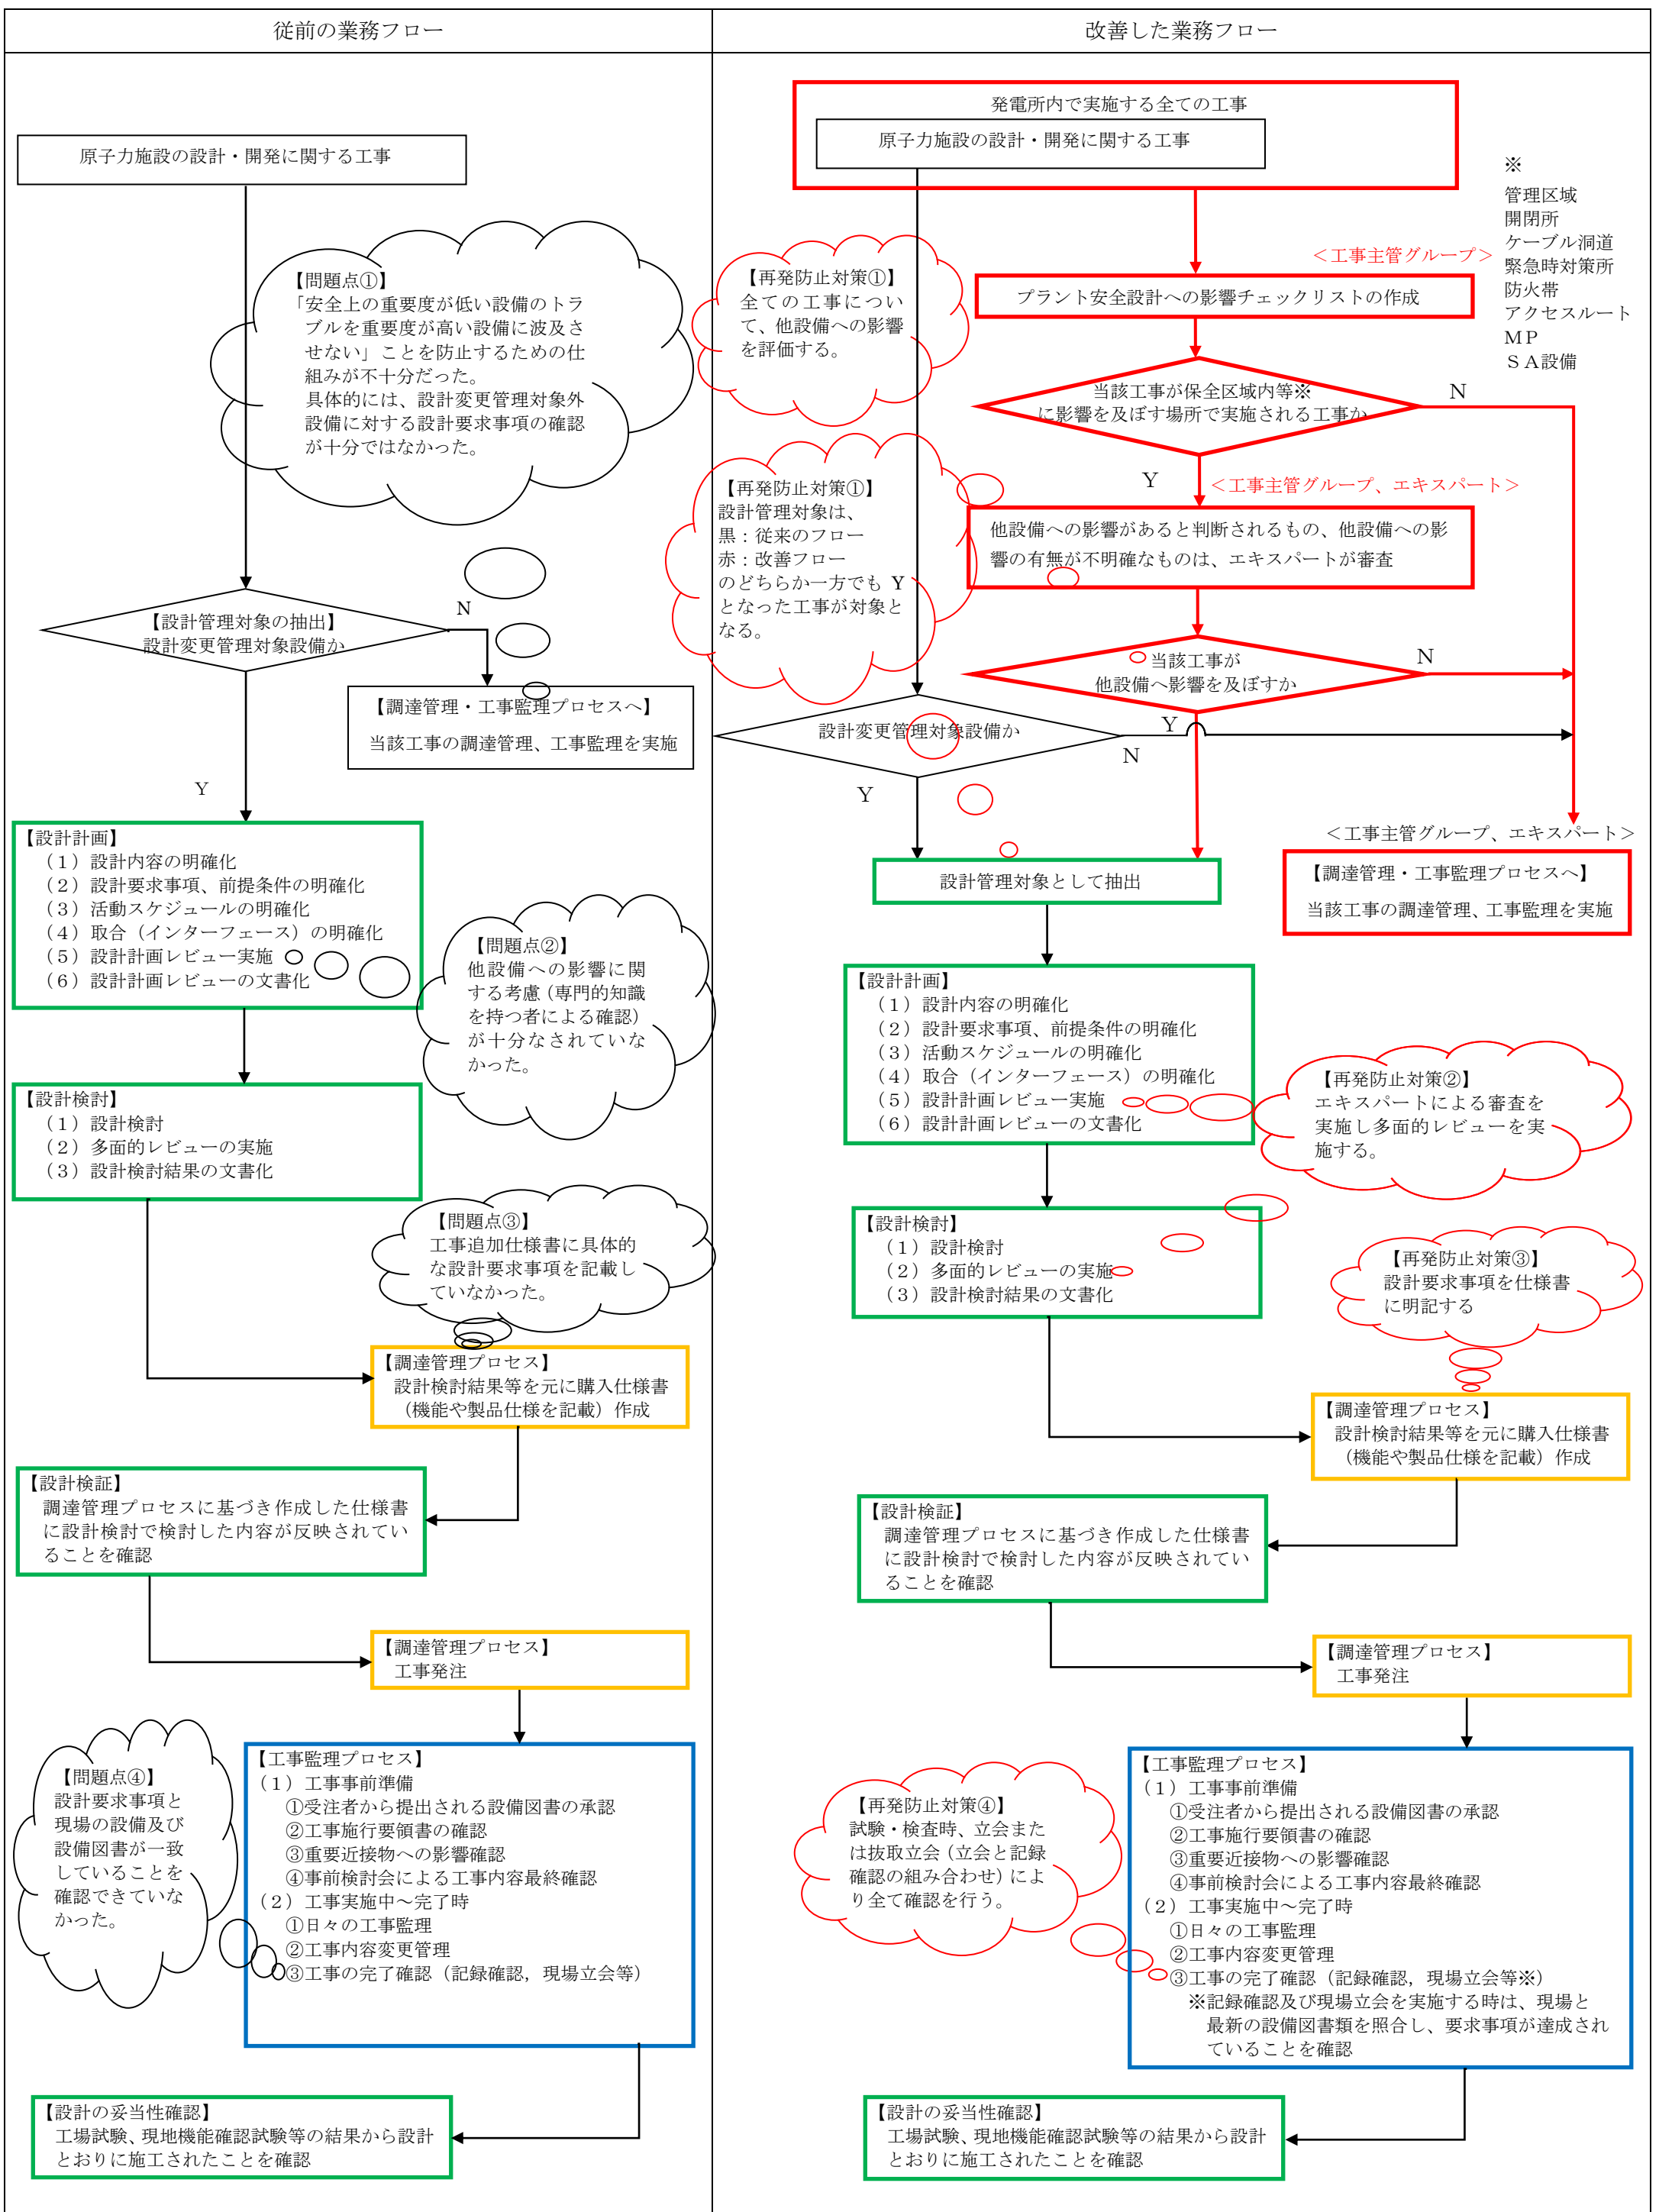 従前の業務フロー
原子力施設の設計・開発に関する工事
【問題点①】
「安全上の重要度が低い設備のトラ
ブルを重要度が高い設備に波及さ
せない」ことを防止するための仕
組みが不十分だった。
具体的には、設計変更管理対象外
設備に対する設計要求事項の確認
が十分ではなかった。
【設計管理対象の抽出】
設計変更管理対象設備か
N
【調達管理・工事監理プロセスへ】
当該工事の調達管理、工事監理を実施
Y
【設計計画】
（１）設計内容の明確化
（２）設計要求事項、前提条件の明確化
（３）活動スケジュールの明確化
（４）取合（インターフェース）の明確化
（５）設計計画レビュー実施
（６）設計計画レビューの文書化
【問題点②】
他設備への影響に関
する考慮（専門的知識
を持つ者による確認）
が十分なされていな
かった。
【設計検討】
（１）設計検討
（２）多面的レビューの実施
（３）設計検討結果の文書化
【問題点③】
工事追加仕様書に具体的
な設計要求事項を記載し
ていなかった。
【調達管理プロセス】
設計検討結果等を元に購入仕様書
（機能や製品仕様を記載）作成
【設計検証】
調達管理プロセスに基づき作成した仕様書
に設計検討で検討した内容が反映されてい
ることを確認
【調達管理プロセス】
工事発注
【問題点④】
設計要求事項と
現場の設備及び
設備図書が一致
していることを
確認できていな
かった。
【工事監理プロセス】
（１）工事事前準備
①受注者から提出される設備図書の承認
②工事施行要領書の確認
③重要近接物への影響確認
④事前検討会による工事内容最終確認
（２）工事実施中～完了時
①日々の工事監理
②工事内容変更管理
③工事の完了確認（記録確認，現場立会等）
【設計の妥当性確認】
工場試験、現地機能確認試験等の結果から設計
とおりに施工されたことを確認
改善した業務フロー
発電所内で実施する全ての工事
原子力施設の設計・開発に関する工事
※
管理区域
開閉所
ケーブル洞道
緊急時対策所
防火帯
アクセスルート
ＭＰ
ＳＡ設備
【再発防止対策①】
全ての工事につい
て、他設備への影響
を評価する。
＜工事主管グループ＞
プラント安全設計への影響チェックリストの作成
当該工事が保全区域内等※
に影響を及ぼす場所で実施される工事か
N
Y
＜工事主管グループ、エキスパート＞
【再発防止対策①】
設計管理対象は、
黒：従来のフロー
赤：改善フロー
のどちらか一方でも Y
となった工事が対象と
なる。
他設備への影響があると判断されるもの、他設備への影
響の有無が不明確なものは、エキスパートが審査
当該工事が
他設備へ影響を及ぼすか
N
Y
設計変更管理対象設備か
N
Y
＜工事主管グループ、エキスパート＞
【調達管理・工事監理プロセスへ】
当該工事の調達管理、工事監理を実施
設計管理対象として抽出
【設計計画】
（１）設計内容の明確化
（２）設計要求事項、前提条件の明確化
（３）活動スケジュールの明確化
（４）取合（インターフェース）の明確化
（５）設計計画レビュー実施
（６）設計計画レビューの文書化
【再発防止対策②】
エキスパートによる審査を
実施し多面的レビューを実
施する。
【設計検討】
（１）設計検討
（２）多面的レビューの実施
（３）設計検討結果の文書化
【再発防止対策③】
設計要求事項を仕様書
に明記する
【調達管理プロセス】
設計検討結果等を元に購入仕様書
（機能や製品仕様を記載）作成
【設計検証】
調達管理プロセスに基づき作成した仕様書
に設計検討で検討した内容が反映されてい
ることを確認
【調達管理プロセス】
工事発注
【再発防止対策④】
試験・検査時、立会また
は抜取立会（立会と記録
確認の組み合わせ）によ
り全て確認を行う。
【工事監理プロセス】
（１）工事事前準備
①受注者から提出される設備図書の承認
②工事施行要領書の確認
③重要近接物への影響確認
④事前検討会による工事内容最終確認
（２）工事実施中～完了時
①日々の工事監理
②工事内容変更管理
③工事の完了確認（記録確認，現場立会等※）
※記録確認及び現場立会を実施する時は、現場と
最新の設備図書類を照合し、要求事項が達成され
ていることを確認
【設計の妥当性確認】
工場試験、現地機能確認試験等の結果から設計
とおりに施工されたことを確認